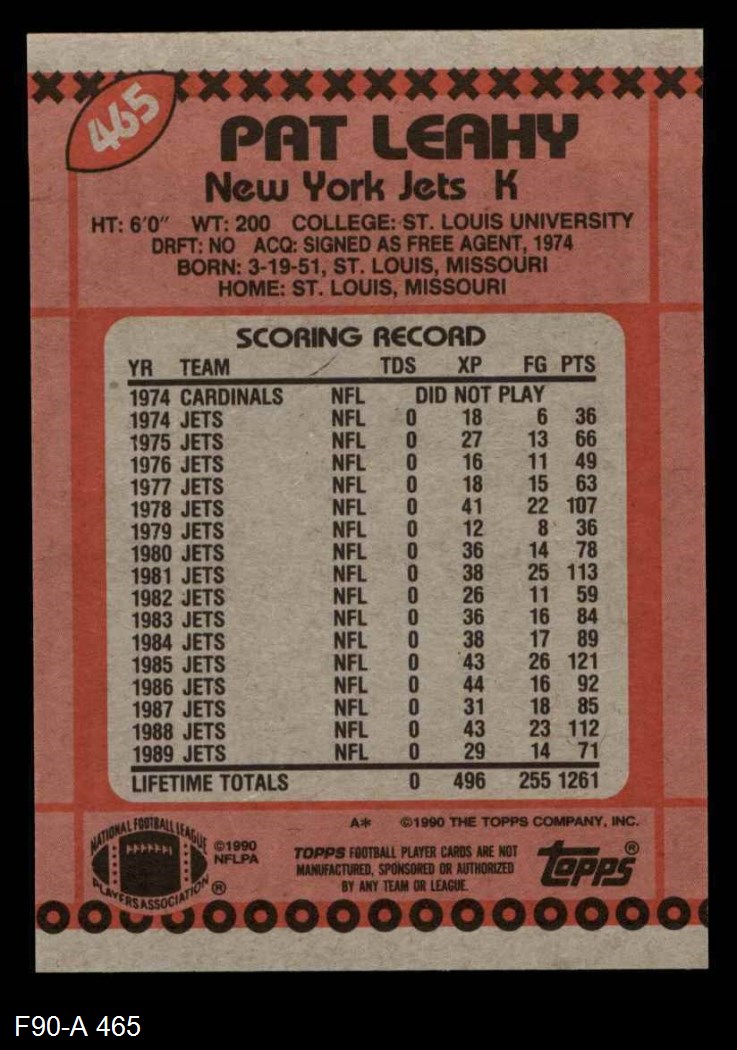 465
PAT LEAHY
New York Jets K
HT: 6'0" WT: 200 COLLEGE: ST. LOUIS UNIVERSITY
DRFT: NO ACQ: SIGNED AS FREE AGENT, 1974
BORN: 3-19-51, ST. LOUIS, MISSOURI
HOME: ST. LOUIS, MISSOURI
SCORING RECORD
YR TEAM TDS XP FG PTS
1974 CARDINALS NFL DID NOT PLAY
1974 JETS NFL 0 18 6 36
1975 JETS NFL 0 27 13 66
1976 JETS NFL 0 16 11 49
1977 JETS NFL 0 18 15 63
1978 JETS NFL 0 41 22 107
1979 JETS NFL 0 12 8 36
1980 JETS NFL 0 36 14 78
1981 JETS NFL 0 38 25 113
1982 JETS NFL 0 26 11 59
1983 JETS NFL 0 36 16 84
1984 JETS NFL 0 38 17 89
1985 JETS NFL 0 43 26 121
1986 JETS NFL 0 44 16 92
1987 JETS NFL 0 31 18 85
1988 JETS NFL 0 43 23 112
1989 JETS NFL 0 29 14 71
LIFETIME TOTALS 0 496 255 1261
A* ©1990 THE TOPPS COMPANY, INC.
NATIONAL FOOTBALL LEAGUE
PLAYERS ASSOCIATION ®
©1990
NFLPA
TOPPS FOOTBALL PLAYER CARDS ARE NOT
MANUFACTURED, SPONSORED OR AUTHORIZED
BY ANY TEAM OR LEAGUE.
topps®
F90-A 465